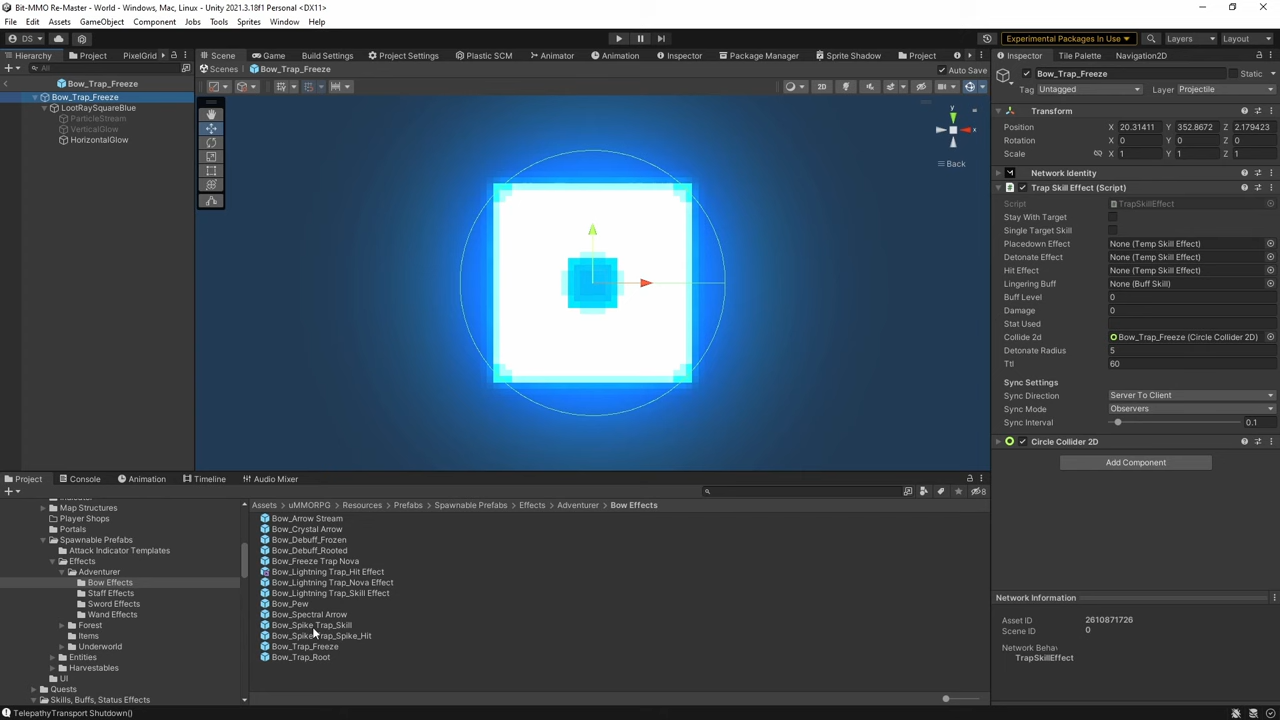 Bit-MMO Re-Master - World - Windows, Mac, Linux - Unity 2021.3.18f1 Personal <DX11>
File Edit Assets GameObject Component Jobs Tools Sprites Window Help
DS Experimental Packages In Use Layers Layout
Hierarchy Project PixelGrid Scene Game Build Settings Project Settings Plastic SCM Animator Animation Inspector Package Manager Sprite Shadow Project Inspector Tile Palette Navigation2D
All Scenes Bow_Trap_Freeze Auto Save Bow_Trap_Freeze Static
Bow_Trap_Freeze
Tag Untagged Layer Projectile
2D
Bow_Trap_Freeze
LootRaySquareBlue
ParticleStream
VerticalGlow
HorizontalGlow
y
x
Back
Transform
Position X 20.31411 Y 352.8672 Z 2.179423
Rotation X 0 Y 0 Z 0
Scale X 1 Y 1 Z 1
Network Identity
Trap Skill Effect (Script)
Script TrapSkillEffect
Stay With Target
Single Target Skill
Placedown Effect None (Temp Skill Effect)
Detonate Effect None (Temp Skill Effect)
Hit Effect None (Temp Skill Effect)
Lingering Buff None (Buff Skill)
Buff Level 0
Damage 0
Stat Used
Collide 2d Bow_Trap_Freeze (Circle Collider 2D)
Detonate Radius 5
Ttl 60
Sync Settings
Sync Direction Server To Client
Sync Mode Observers
Sync Interval 0.1
Circle Collider 2D
Add Component
Project Console Animation Timeline Audio Mixer
8
Map Structures
Player Shops
Portals
Spawnable Prefabs
Attack Indicator Templates
Effects
Adventurer
Bow Effects
Staff Effects
Sword Effects
Wand Effects
Forest
Items
Underworld
Entities
Harvestables
UI
Quests
Skills, Buffs, Status Effects
Assets > uMMORPG > Resources > Prefabs > Spawnable Prefabs > Effects > Adventurer > Bow Effects
Bow_Arrow Stream
Bow_Crystal Arrow
Bow_Debuff_Frozen
Bow_Debuff_Rooted
Bow_Freeze Trap Nova
Bow_Lightning Trap_Hit Effect
Bow_Lightning Trap_Nova Effect
Bow_Lightning Trap_Skill Effect
Bow_Pew
Bow_Spectral Arrow
Bow_Spike Trap_Skill
Bow_Spike Trap_Spike_Hit
Bow_Trap_Freeze
Bow_Trap_Root
Network Information
Asset ID 2610871726
Scene ID 0
Network Behav
TrapSkillEffect
TelepathyTransport Shutdown()